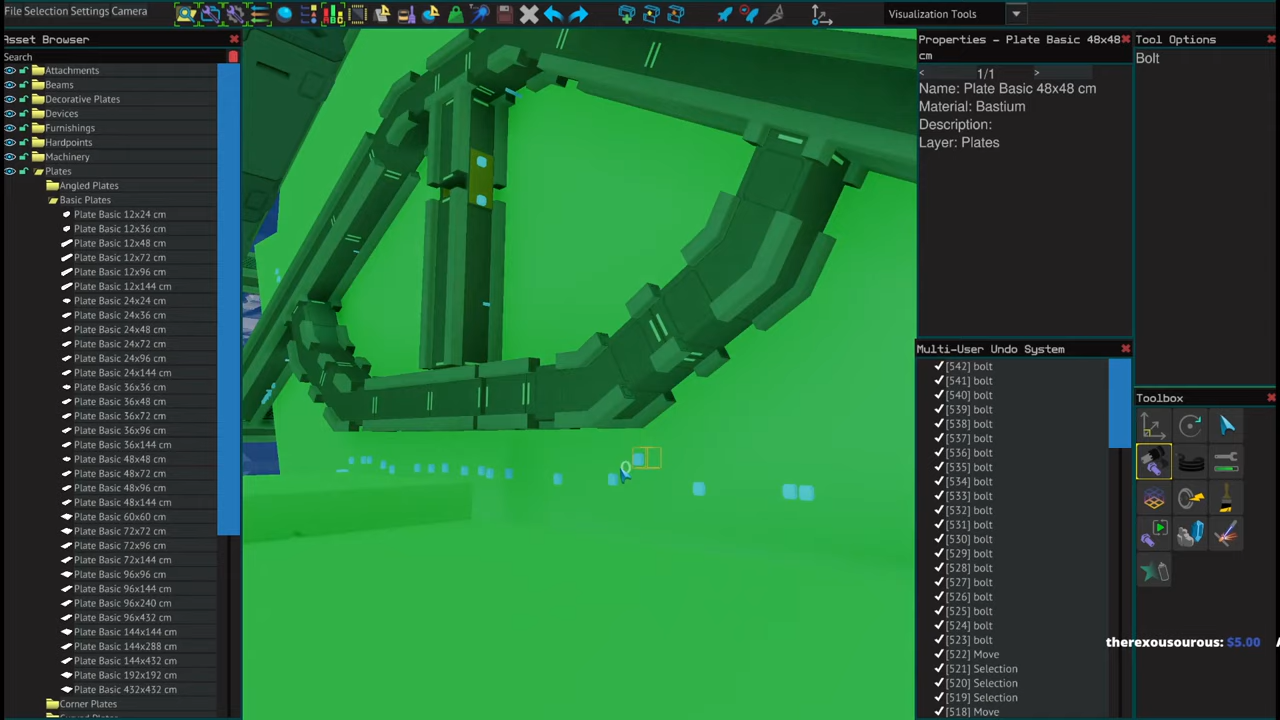 File Selection Settings Camera
Visualization Tools
Asset Browser
Search
Attachments
Beams
Decorative Plates
Devices
Furnishings
Hardpoints
Machinery
Plates
Angled Plates
Basic Plates
Plate Basic 12x24 cm
Plate Basic 12x36 cm
Plate Basic 12x48 cm
Plate Basic 12x72 cm
Plate Basic 12x96 cm
Plate Basic 12x144 cm
Plate Basic 24x24 cm
Plate Basic 24x36 cm
Plate Basic 24x48 cm
Plate Basic 24x72 cm
Plate Basic 24x96 cm
Plate Basic 24x144 cm
Plate Basic 36x36 cm
Plate Basic 36x48 cm
Plate Basic 36x72 cm
Plate Basic 36x96 cm
Plate Basic 36x144 cm
Plate Basic 48x48 cm
Plate Basic 48x72 cm
Plate Basic 48x96 cm
Plate Basic 48x144 cm
Plate Basic 60x60 cm
Plate Basic 72x72 cm
Plate Basic 72x96 cm
Plate Basic 72x144 cm
Plate Basic 96x96 cm
Plate Basic 96x144 cm
Plate Basic 96x240 cm
Plate Basic 96x432 cm
Plate Basic 144x144 cm
Plate Basic 144x288 cm
Plate Basic 144x432 cm
Plate Basic 192x192 cm
Plate Basic 432x432 cm
Corner Plates
Properties - Plate Basic 48x48
cm
< 1/1 >
Name: Plate Basic 48x48 cm
Material: Bastium
Description:
Layer: Plates
Tool Options
Bolt
Multi-User Undo System
[542] bolt
[541] bolt
[540] bolt
[539] bolt
[538] bolt
[537] bolt
[536] bolt
[535] bolt
[534] bolt
[533] bolt
[532] bolt
[531] bolt
[530] bolt
[529] bolt
[528] bolt
[527] bolt
[526] bolt
[525] bolt
[524] bolt
[523] bolt
[522] Move
[521] Selection
[520] Selection
[519] Selection
[518] Move
Toolbox
therexousourous: $5.00